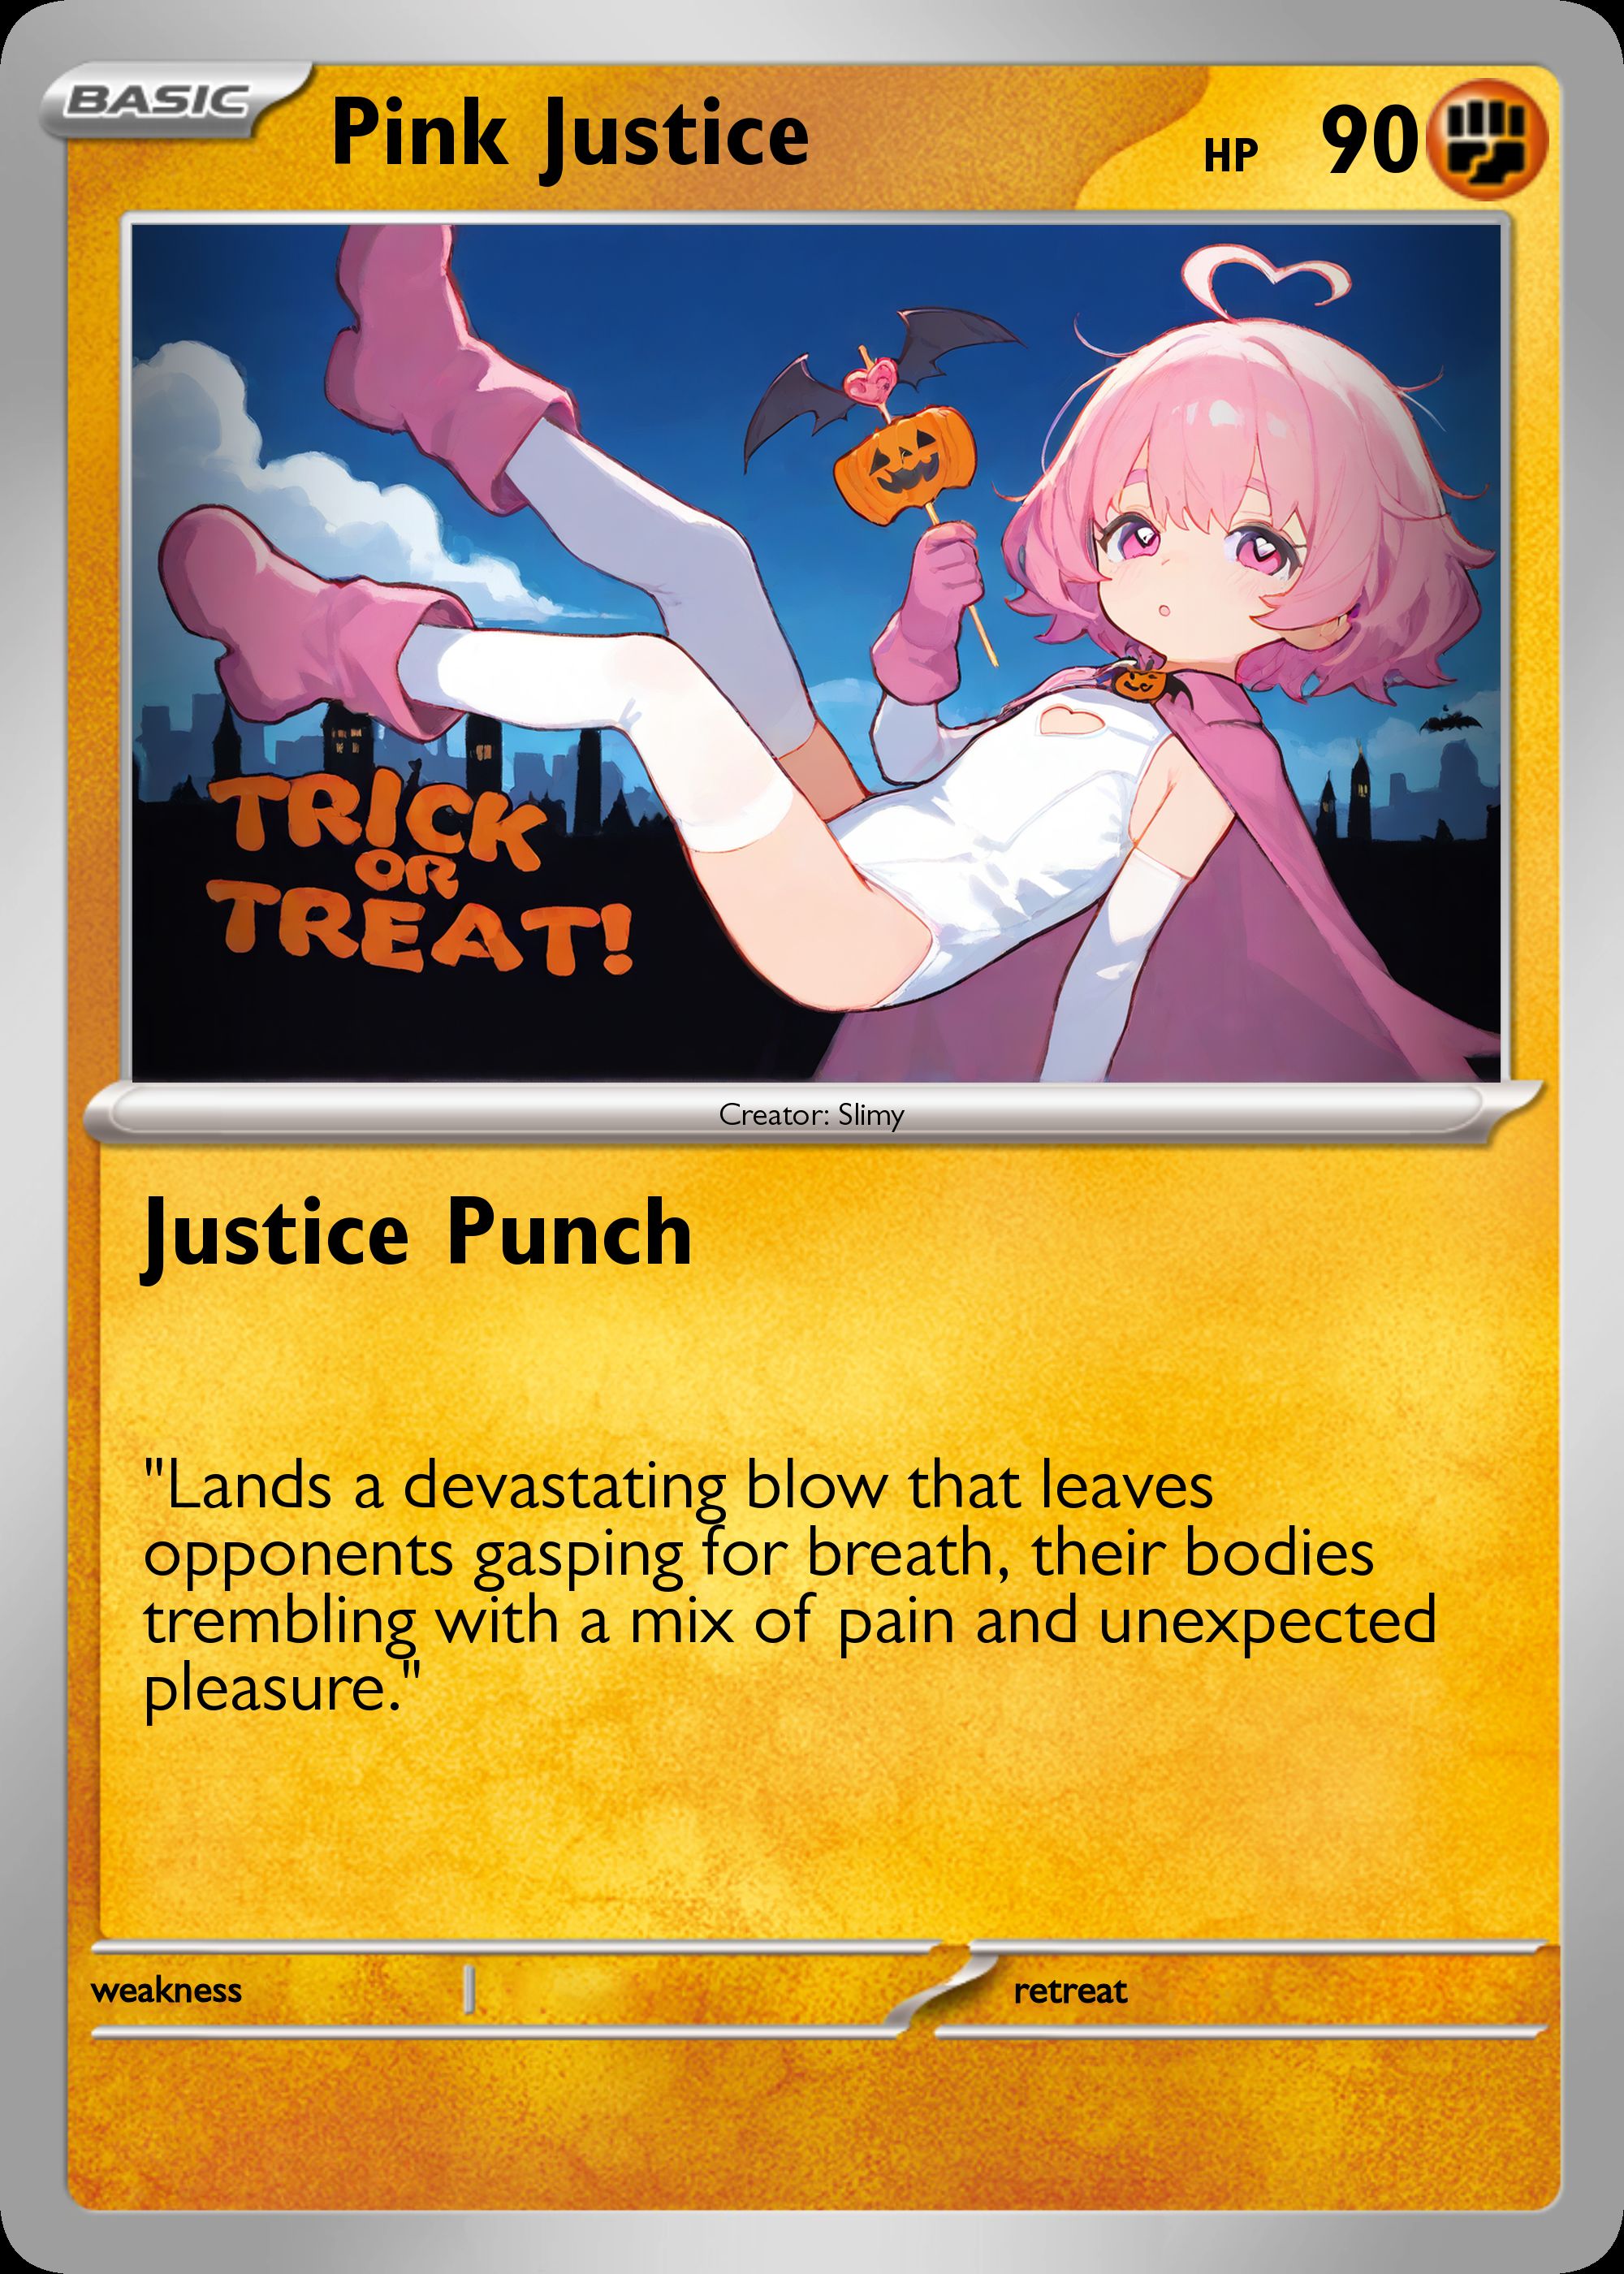 BASIC
Pink Justice
HP 90
TRICK
OR
TREAT!
Creator: Slimy
Justice Punch
"Lands a devastating blow that leaves
opponents gasping for breath, their bodies
trembling with a mix of pain and unexpected
pleasure."
weakness
retreat